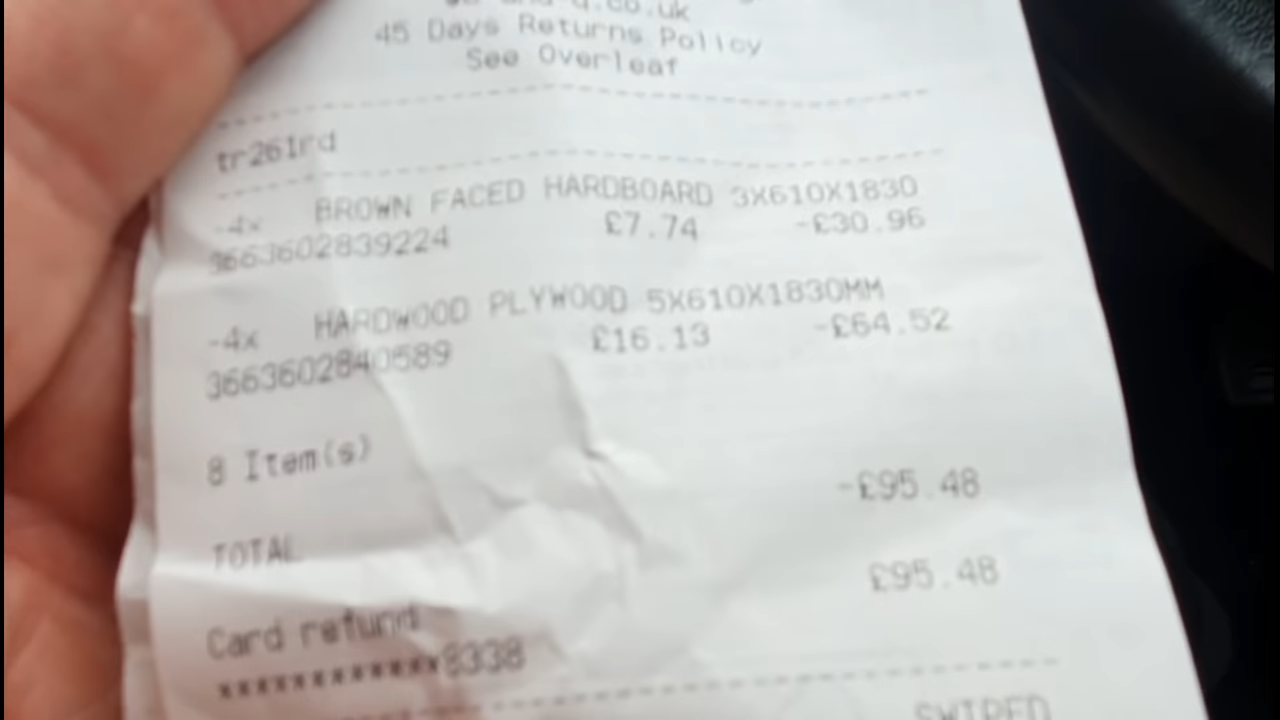 45 Days Returns Policy
See Overleaf
tr261rd
-4x BROWN FACED HARDBOARD 3X610X1830
3663602839224 £7.74 -£30.96
-4x HARDWOOD PLYWOOD 5X610X1830MM
3663602840589 £16.13 -£64.52
8 Item(s)
TOTAL -£95.48
Card refund £95.48
xxxxxxxxxxxx8338
SWIPED